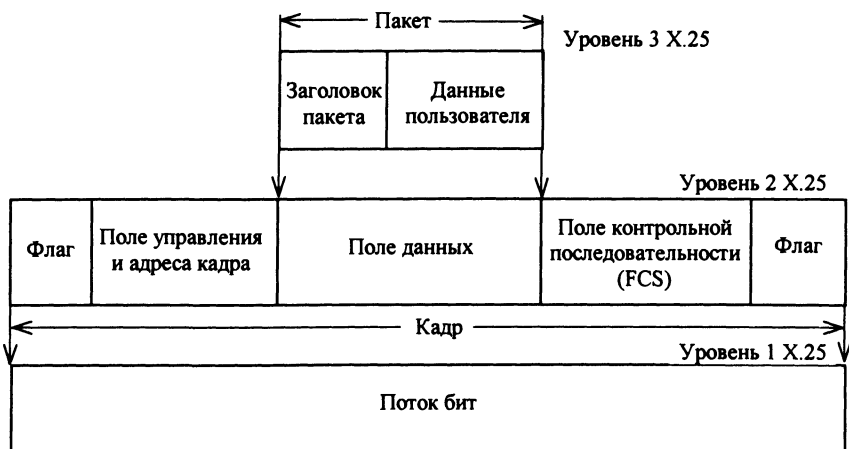 Пакет
Уровень 3 X.25
Заголовок
пакета
Данные
пользователя
Уровень 2 X.25
Флаг
Поле управления
и адреса кадра
Поле данных
Поле контрольной
последовательности
(FCS)
Флаг
Кадр
Уровень 1 X.25
Поток бит